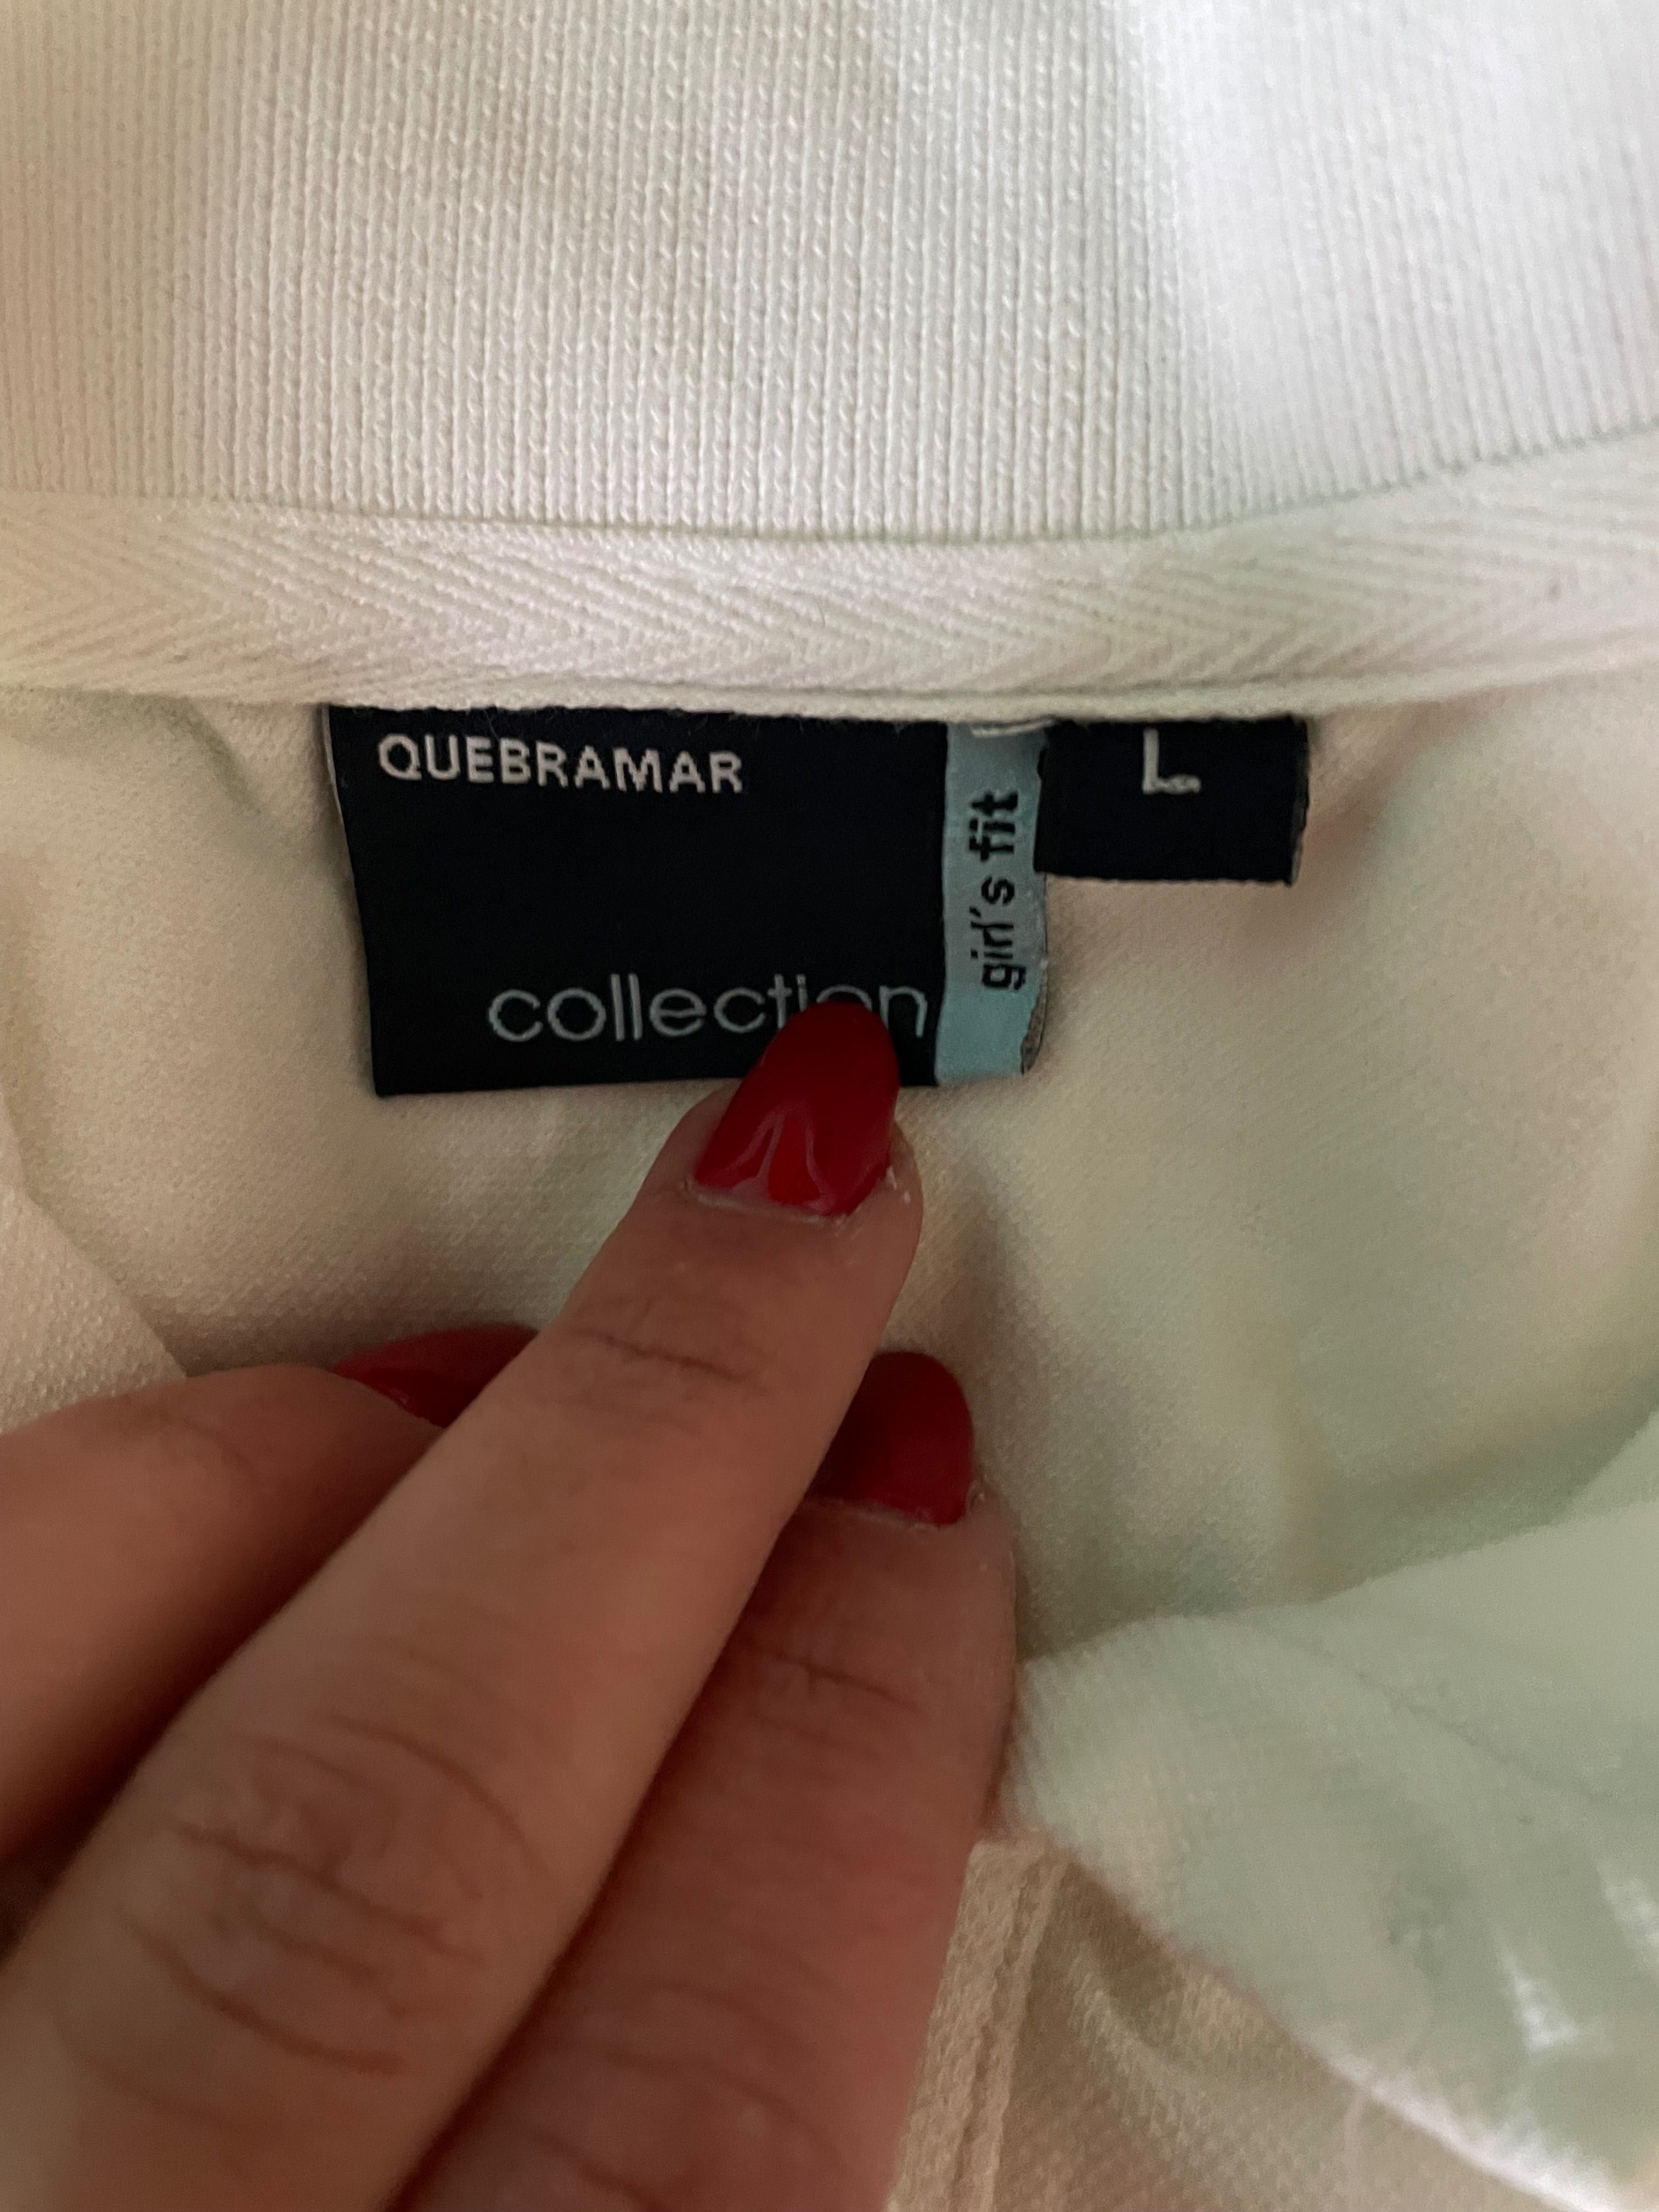 QUEBRAMAR
collection
girl's fit
L